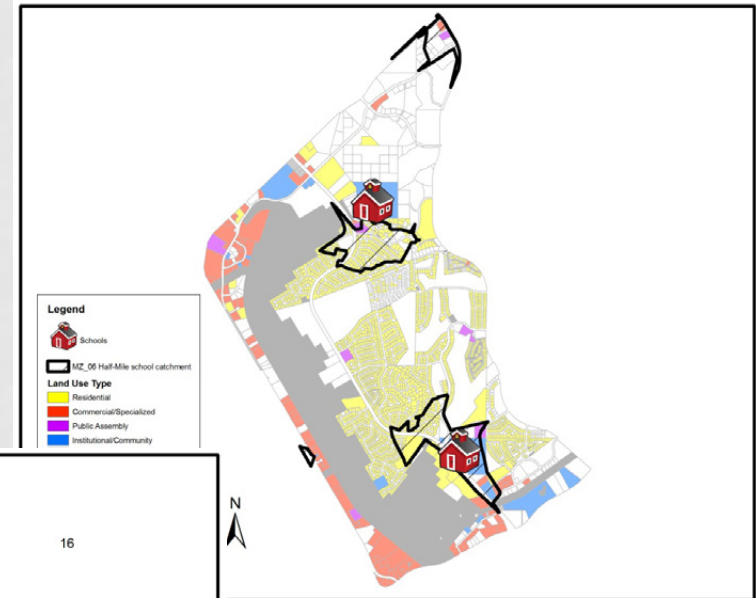 Legend
Schools
MZ_06 Half-Mile school catchment
Land Use Type
Residential
Commercial/Specialized
Public Assembly
Institutional/Community
N
16